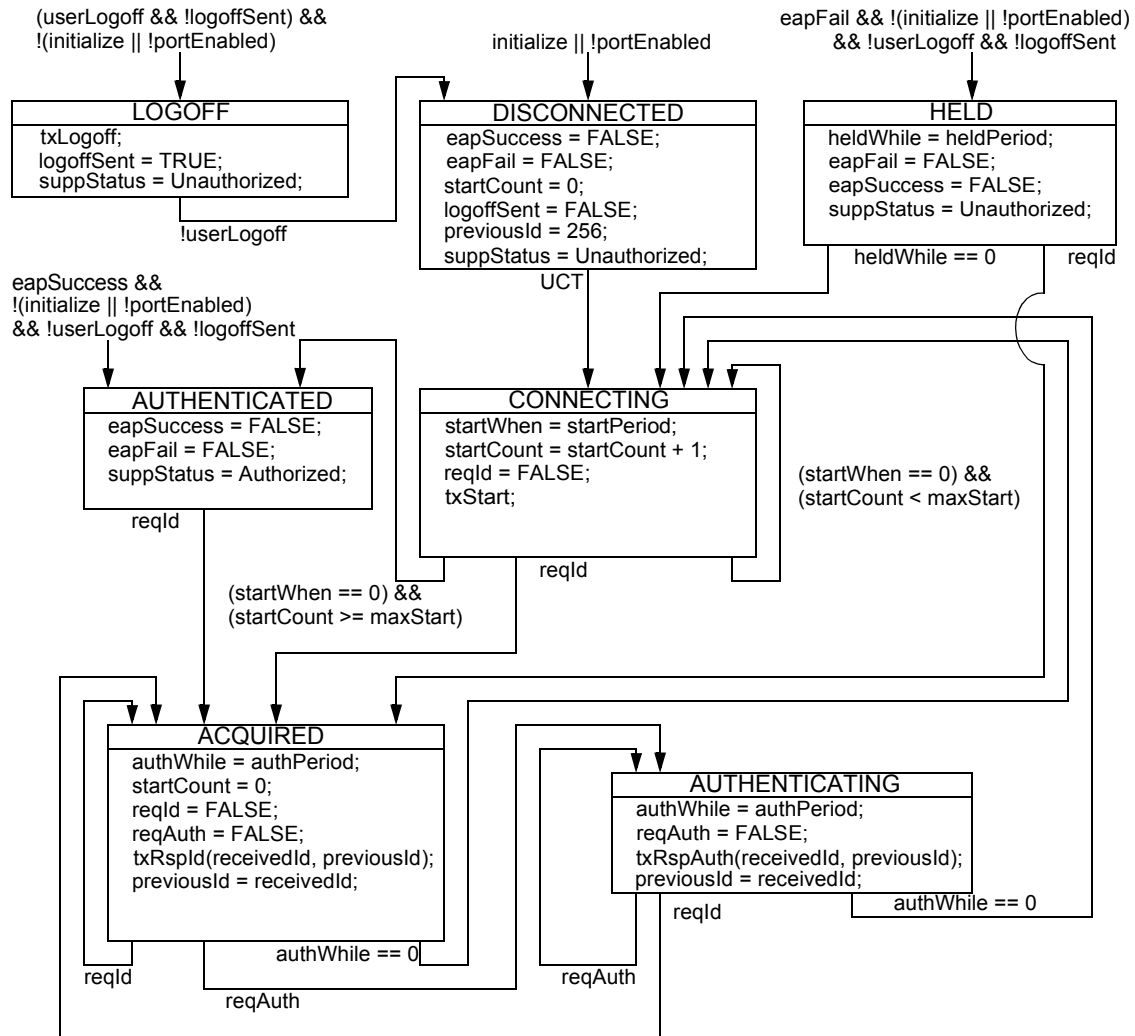 (userLogoff && !logoffSent) &&
!(initialize || !portEnabled)
initialize || !portEnabled
eapFail && !(initialize || !portEnabled)
&& !userLogoff && !logoffSent
LOGOFF
txLogoff;
logoffSent = TRUE;
suppStatus = Unauthorized;
!userLogoff
DISCONNECTED
eapSuccess = FALSE;
eapFail = FALSE;
startCount = 0;
logoffSent = FALSE;
previousId = 256;
suppStatus = Unauthorized;
UCT
HELD
heldWhile = heldPeriod;
eapFail = FALSE;
eapSuccess = FALSE;
suppStatus = Unauthorized;
heldWhile == 0
reqId
eapSuccess &&
!(initialize || !portEnabled)
&& !userLogoff && !logoffSent
AUTHENTICATED
eapSuccess = FALSE;
eapFail = FALSE;
suppStatus = Authorized;
reqId
CONNECTING
startWhen = startPeriod;
startCount = startCount + 1;
reqId = FALSE;
txStart;
reqId
(startWhen == 0) &&
(startCount < maxStart)
(startWhen == 0) &&
(startCount >= maxStart)
ACQUIRED
authWhile = authPeriod;
startCount = 0;
reqId = FALSE;
reqAuth = FALSE;
txRspId(receivedId, previousId);
previousId = receivedId;
authWhile == 0
reqId
reqAuth
AUTHENTICATING
authWhile = authPeriod;
reqAuth = FALSE;
txRspAuth(receivedId, previousId);
previousId = receivedId;
reqId
authWhile == 0
reqAuth